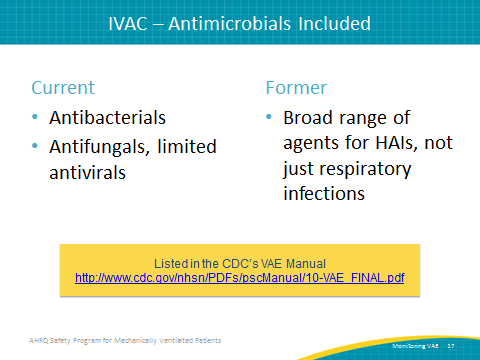 IVAC – Antimicrobials Included
Current
• Antibacterials
• Antifungals, limited
antivirals
Former
• Broad range of
agents for HAIs, not
just respiratory
infections
Listed in the CDC's VAE Manual
http://www.cdc.gov/nhsn/PDFs/pscManual/10-VAE_FINAL.pdf
AHRQ Safety Program for Mechanically Ventilated Patients
Monitoring VAE 17